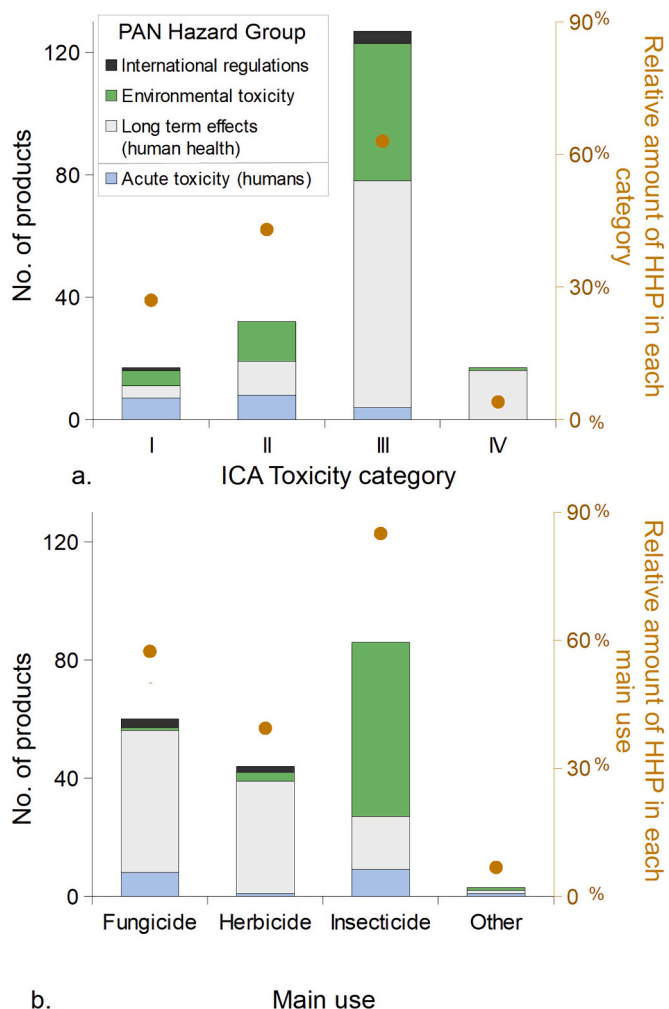 PAN Hazard Group
International regulations
Environmental toxicity
Long term effects
(human health)
Acute toxicity (humans)
No. of products
120
80
40
0
90%
60%
30%
0 %
Relative amount of HHP in each
category
I II III IV
a. ICA Toxicity category
No. of products
120
80
40
0
90%
60%
30%
0 %
Relative amount of HHP in each
main use
Fungicide Herbicide Insecticide Other
b. Main use